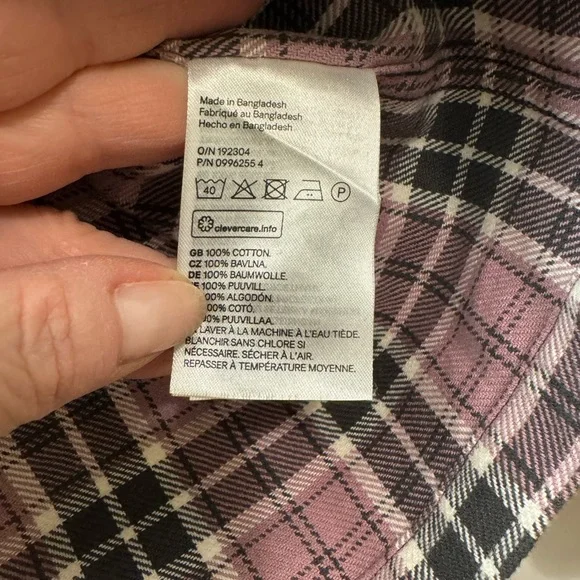 Made in Bangladesh
Fabriqué au Bangladesh
Hecho en Bangladesh
O/N 192304
P/N 0996255 4
40
P
clevercare.info
GB 100% COTTON.
CZ 100% BAVLNA.
DE 100% BAUMWOLLE.
100% PUUVILL.
100% ALGODÓN.
100% COTÓ.
100% PUUVILLAA.
LAVER À LA MACHINE À L'EAU TIÈDE.
BLANCHIR SANS CHLORE SI
NÉCESSAIRE. SÉCHER À L'AIR.
REPASSER À TEMPÉRATURE MOYENNE.